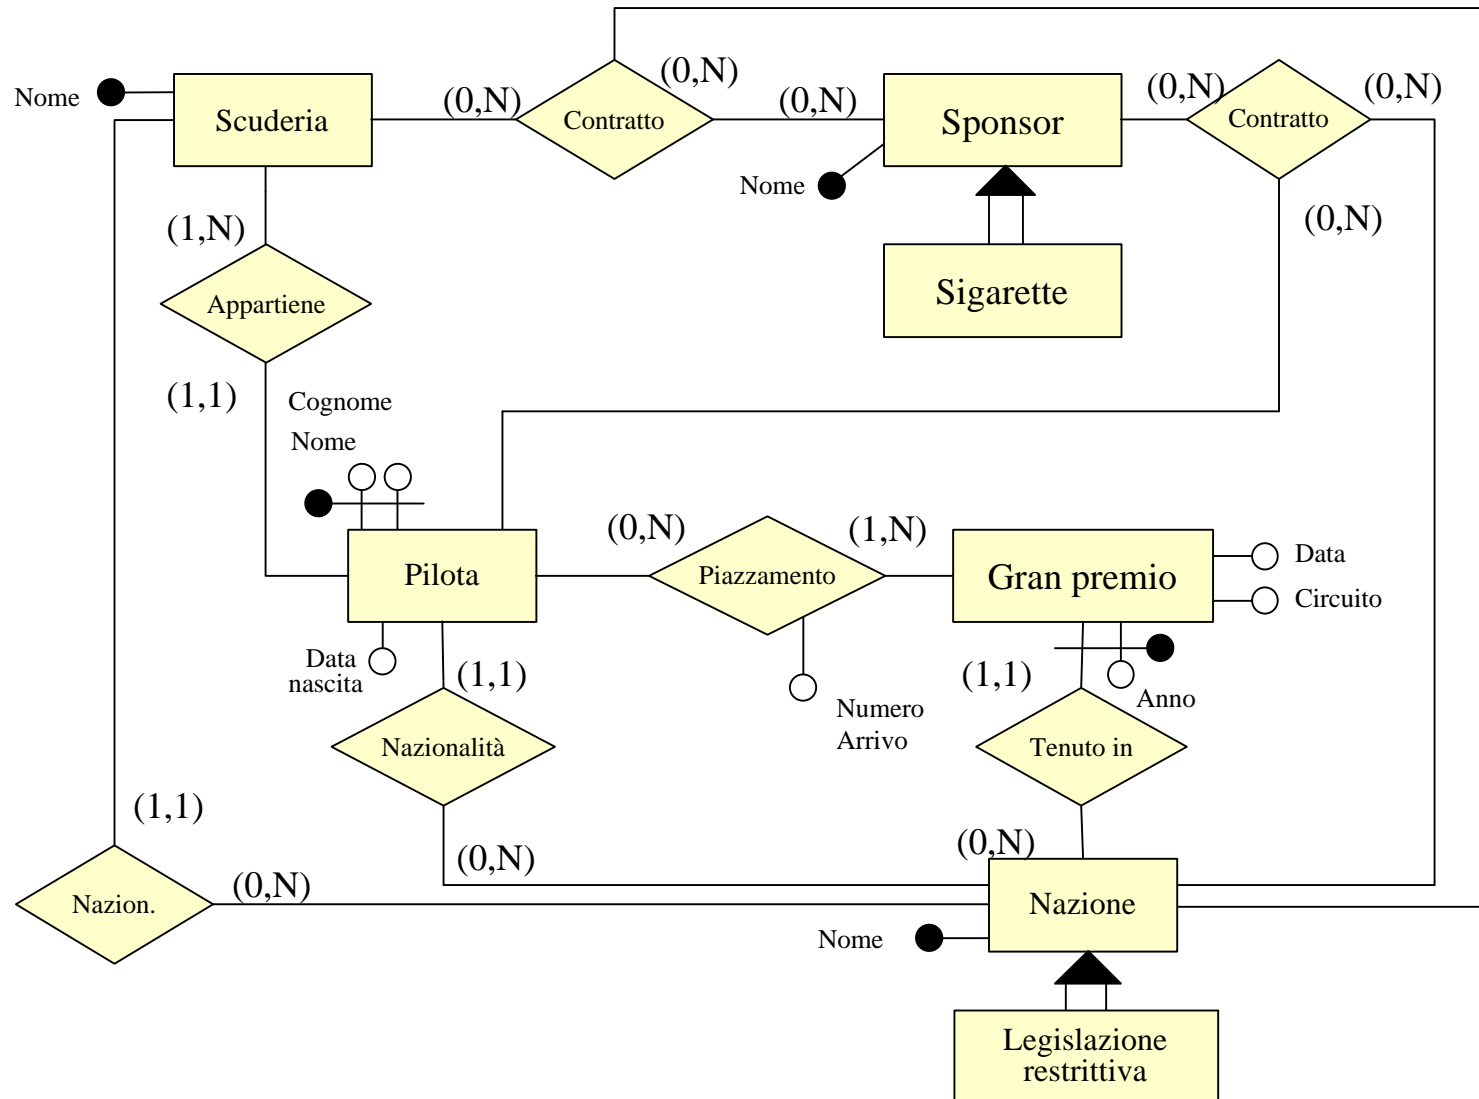 (0,N)
(0,N)
(0,N)
(0,N)
(0,N)
Nome
Scuderia
Contratto
Sponsor
Contratto
Nome
(1,N)
(0,N)
Appartiene
Sigarette
(1,1)
Cognome
Nome
(0,N)
(1,N)
Pilota
Piazzamento
Gran premio
Data
Circuito
Data
nascita
(1,1)
(1,1)
Anno
Numero
Arrivo
Nazionalità
Tenuto in
(1,1)
(0,N)
(0,N)
(0,N)
Nazion.
Nazione
Nome
Legislazione
restrittiva